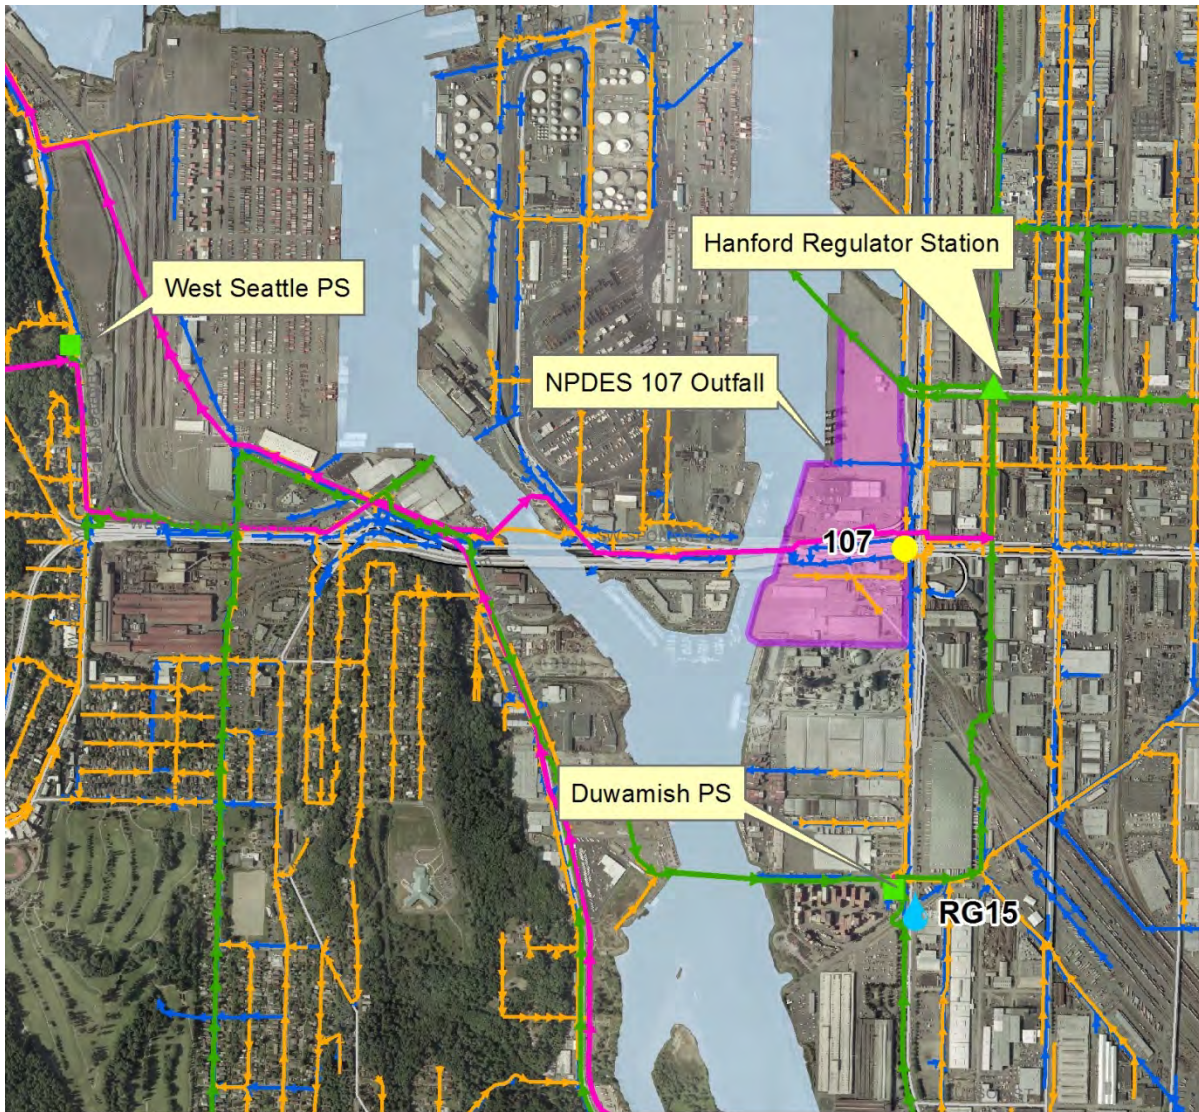 Hanford Regulator Station
West Seattle PS
NPDES 107 Outfall
107
Duwamish PS
RG15